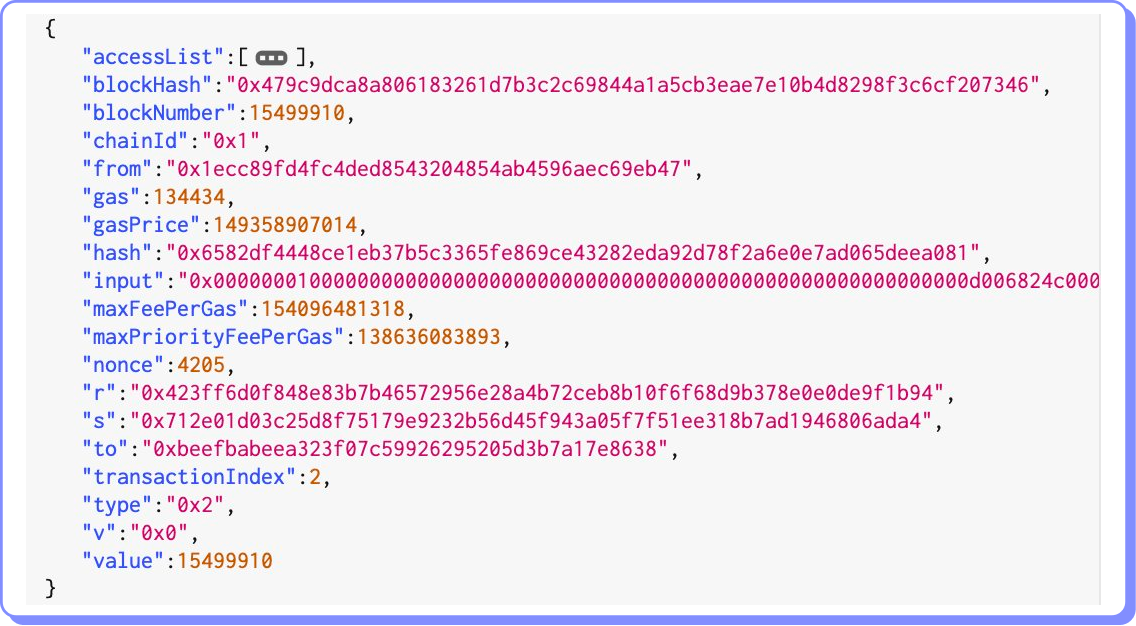 {
"accessList":[ ... ],
"blockHash":"0x479c9dca8a806183261d7b3c2c69844a1a5cb3eae7e10b4d8298f3c6cf207346",
"blockNumber":15499910,
"chainId":"0x1",
"from":"0x1ecc89fd4fc4ded8543204854ab4596aec69eb47",
"gas":134434,
"gasPrice":149358907014,
"hash":"0x6582df4448ce1eb37b5c3365fe869ce43282eda92d78f2a6e0e7ad065deea081",
"input":"0x00000001000000000000000000000000000000000000000000000000000000000d006824c000
"maxFeePerGas":154096481318,
"maxPriorityFeePerGas":138636083893,
"nonce":4205,
"r":"0x423ff6d0f848e83b7b46572956e28a4b72ceb8b10f6f68d9b378e0e0de9f1b94",
"s":"0x712e01d03c25d8f75179e9232b56d45f943a05f7f51ee318b7ad1946806ada4",
"to":"0xbeefbabeea323f07c59926295205d3b7a17e8638",
"transactionIndex":2,
"type":"0x2",
"v":"0x0",
"value":15499910
}